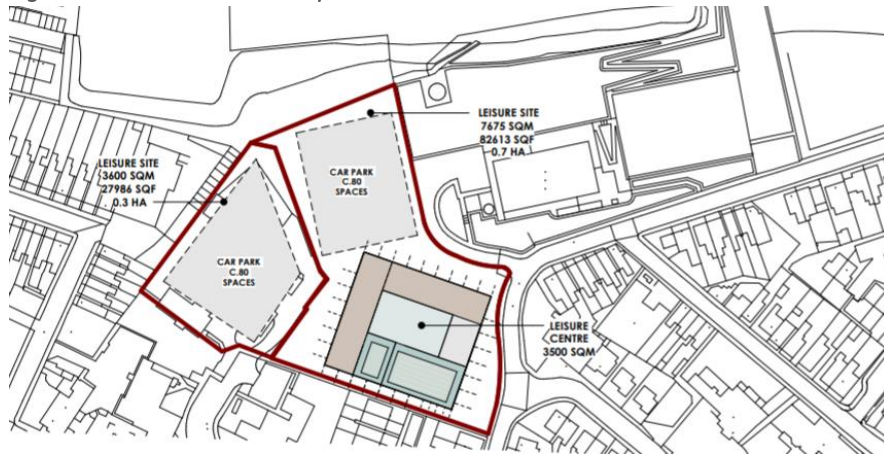 LEISURE SITE
7675 SQM
82613 SQF
0.7 HA
LEISURE SITE
3600 SQM
27986 SQF
0.3 HA
CAR PARK
C.80
SPACES
CAR PARK
C.80
SPACES
LEISURE
CENTRE
3500 SQM